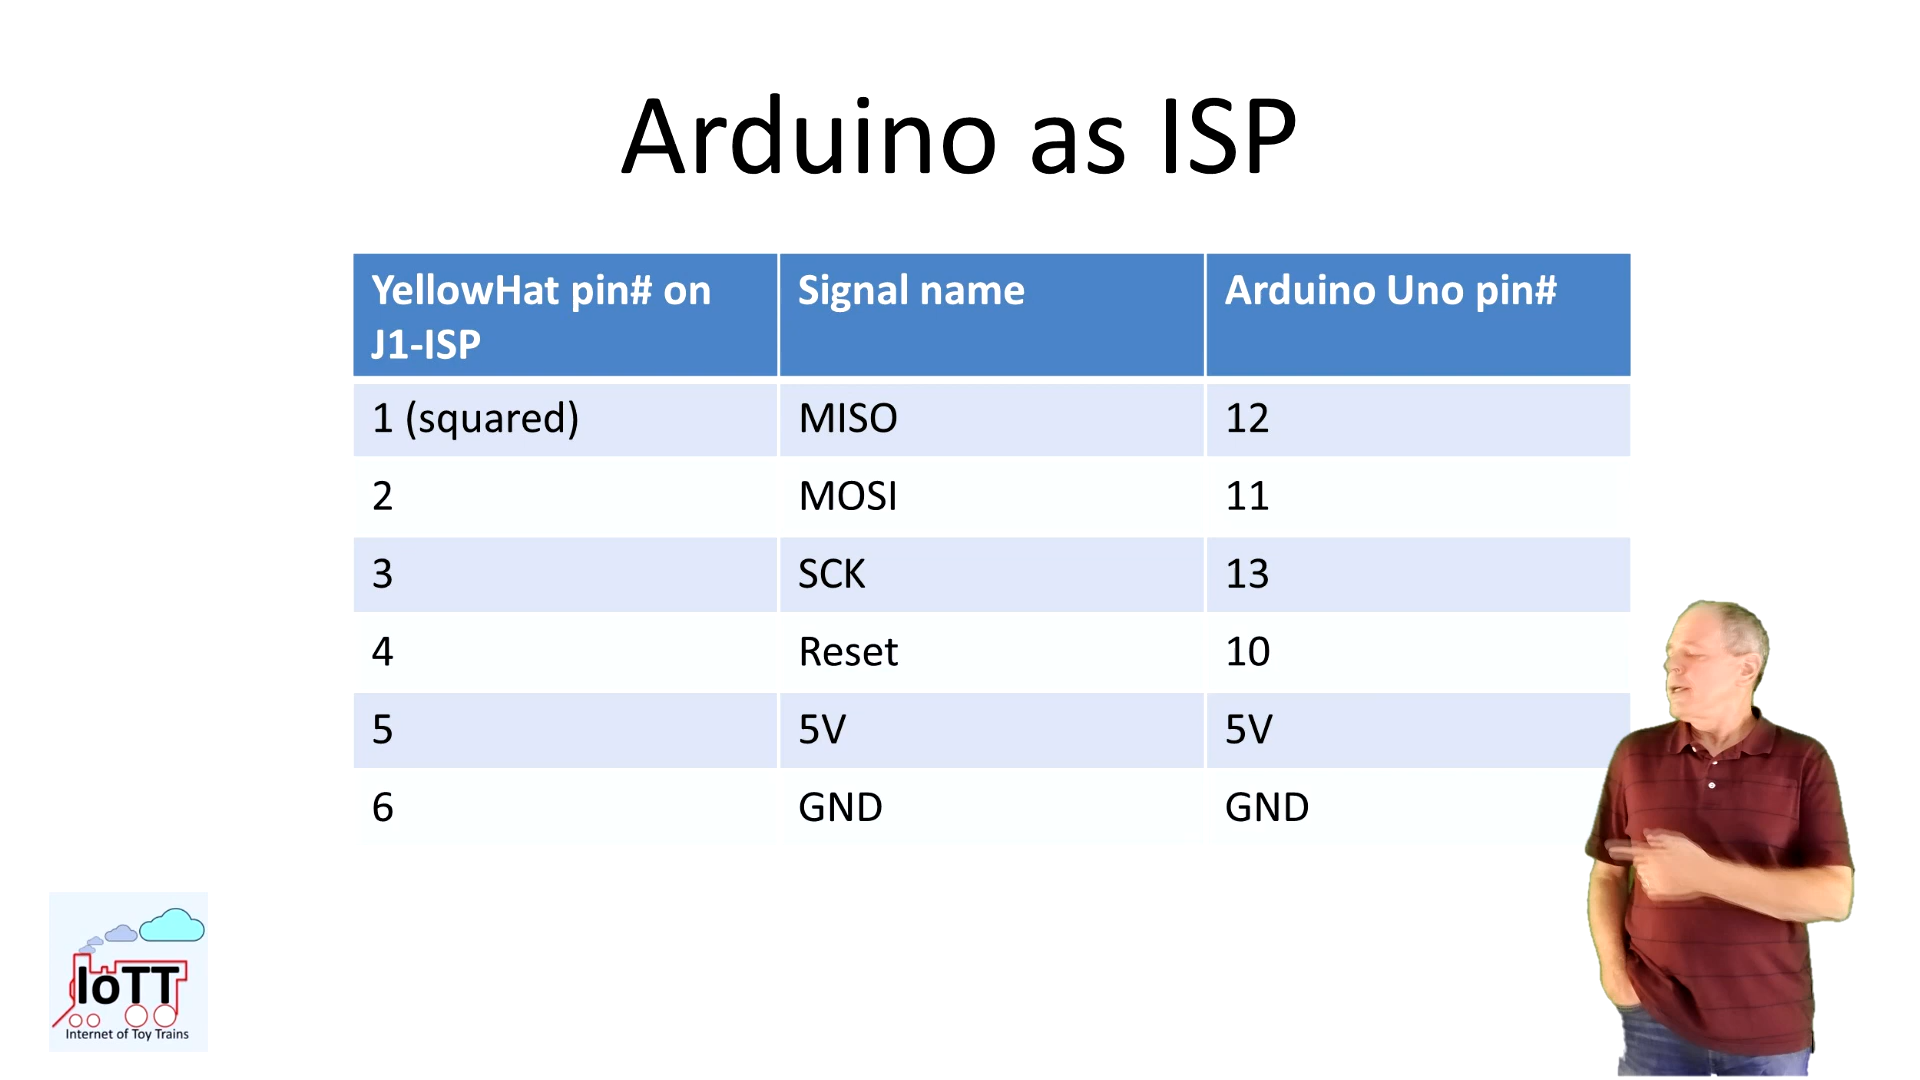 Arduino as ISP
YellowHat pin# on J1-ISP Signal name Arduino Uno pin#
1 (squared) MISO 12
2 MOSI 11
3 SCK 13
4 Reset 10
5 5V 5V
6 GND GND
IoTT
Internet of Toy Trains